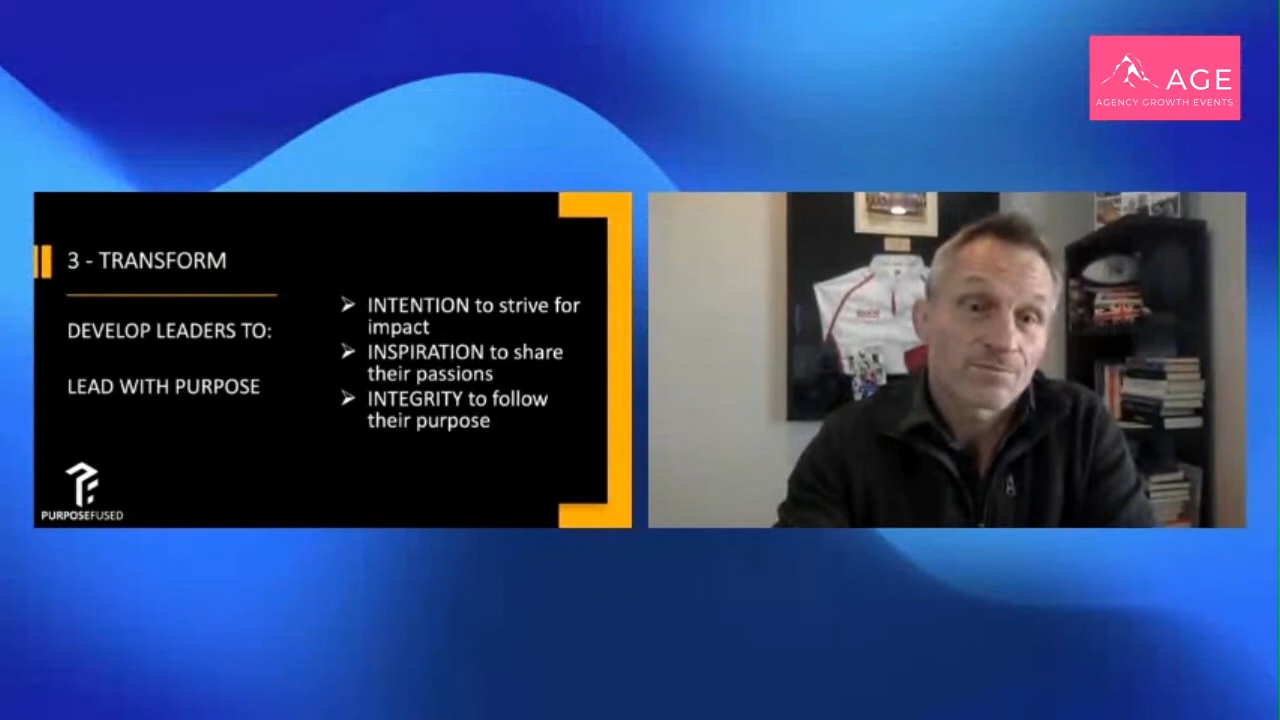 AGE
AGENCY GROWTH EVENTS
3 - TRANSFORM
DEVELOP LEADERS TO:
LEAD WITH PURPOSE
➢ INTENTION to strive for
impact
➢ INSPIRATION to share
their passions
➢ INTEGRITY to follow
their purpose
PURPOSEFUSED